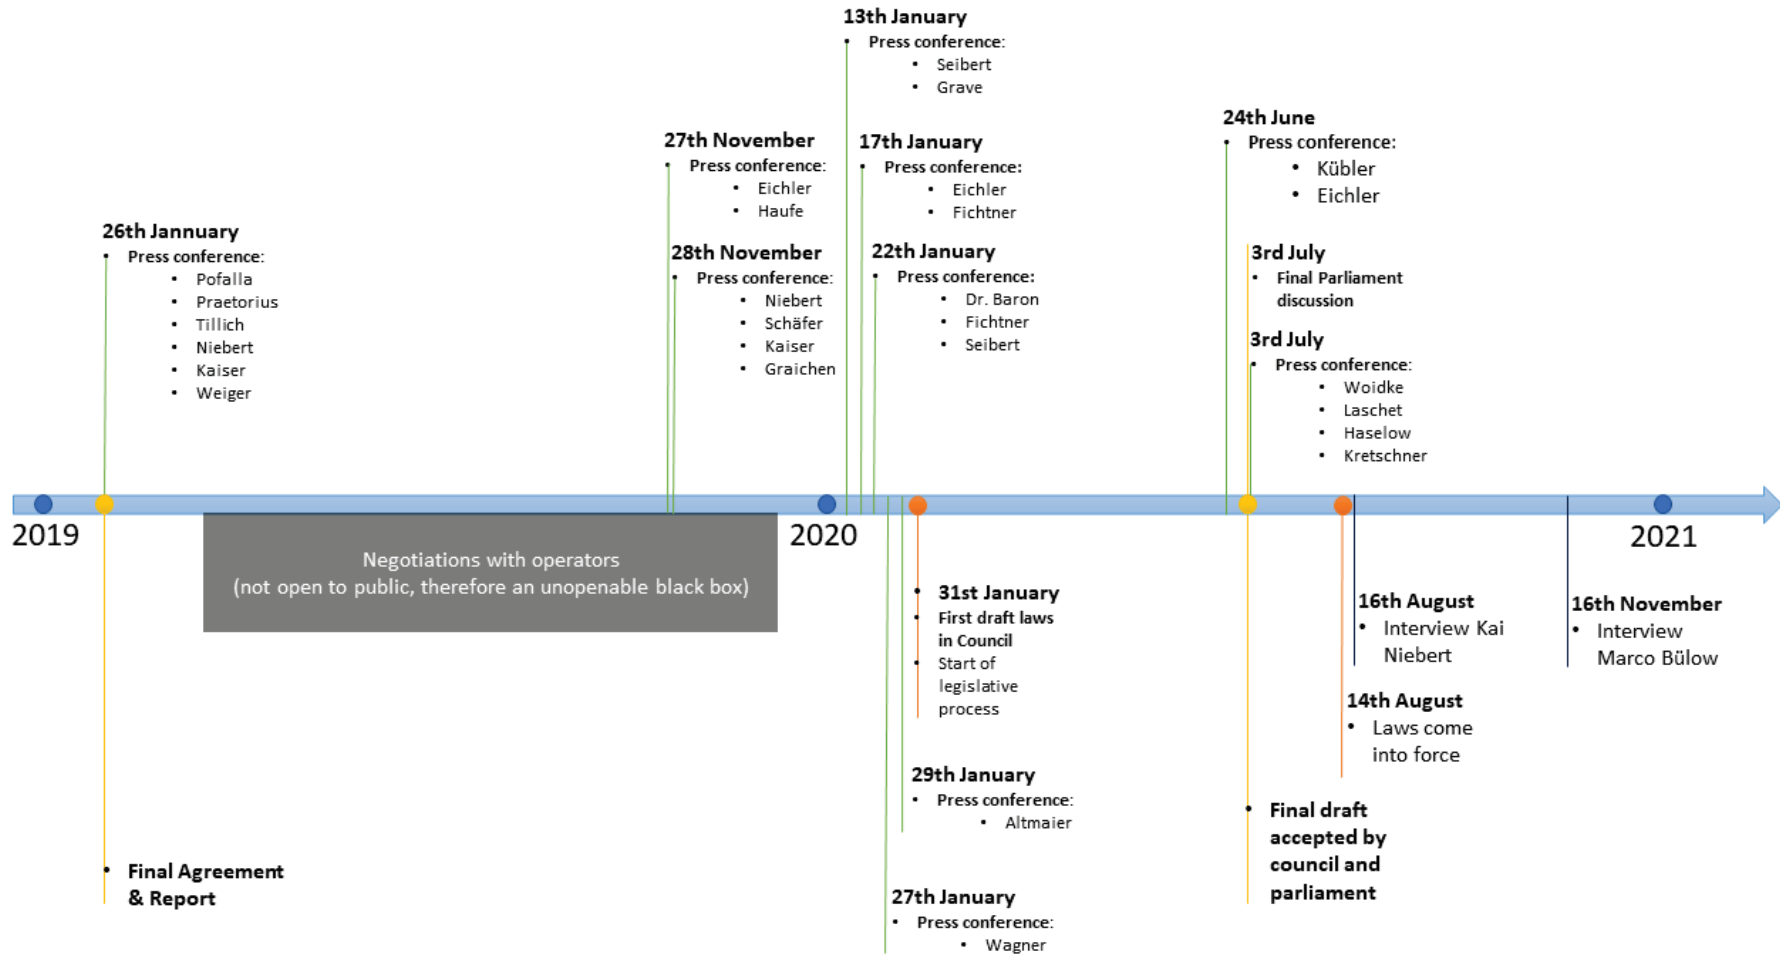 13th January
• Press conference:
• Seibert
• Grave
27th November
• Press conference:
• Eichler
• Haufe
17th January
• Press conference:
• Eichler
• Fichtner
24th June
• Press conference:
• Kübler
• Eichler
26th Jannuary
• Press conference:
• Pofalla
• Praetorius
• Tillich
• Niebert
• Kaiser
• Weiger
28th November
• Press conference:
• Niebert
• Schäfer
• Kaiser
• Graichen
22th January
• Press conference:
• Dr. Baron
• Fichtner
• Seibert
3rd July
• Final Parliament
discussion
3rd July
• Press conference:
• Woidke
• Laschet
• Haselow
• Kretschner
2019
2020
2021
Negotiations with operators
(not open to public, therefore an unopenable black box)
• 31st January
• First draft laws
in Council
• Start of
legislative
process
16th August
• Interview Kai
Niebert
16th November
• Interview
Marco Bülow
14th August
• Laws come
into force
29th January
• Press conference:
• Altmaier
• Final draft
accepted by
council and
parliament
• Final Agreement
& Report
27th January
• Press conference:
• Wagner